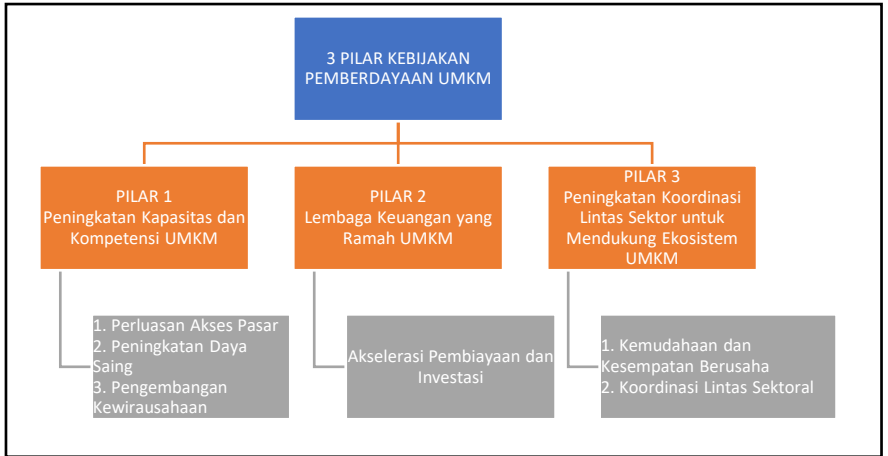 3 PILAR KEBIJAKAN
PEMBERDAYAAN UMKM
PILAR 1
Peningkatan Kapasitas dan
Kompetensi UMKM
PILAR 2
Lembaga Keuangan yang
Ramah UMKM
PILAR 3
Peningkatan Koordinasi
Lintas Sektor untuk
Mendukung Ekosistem
UMKM
1. Perluasan Akses Pasar
2. Peningkatan Daya
Saing
3. Pengembangan
Kewirausahaan
Akselerasi Pembiayaan dan
Investasi
1. Kemudahaan dan
Kesempatan Berusaha
2. Koordinasi Lintas Sektoral